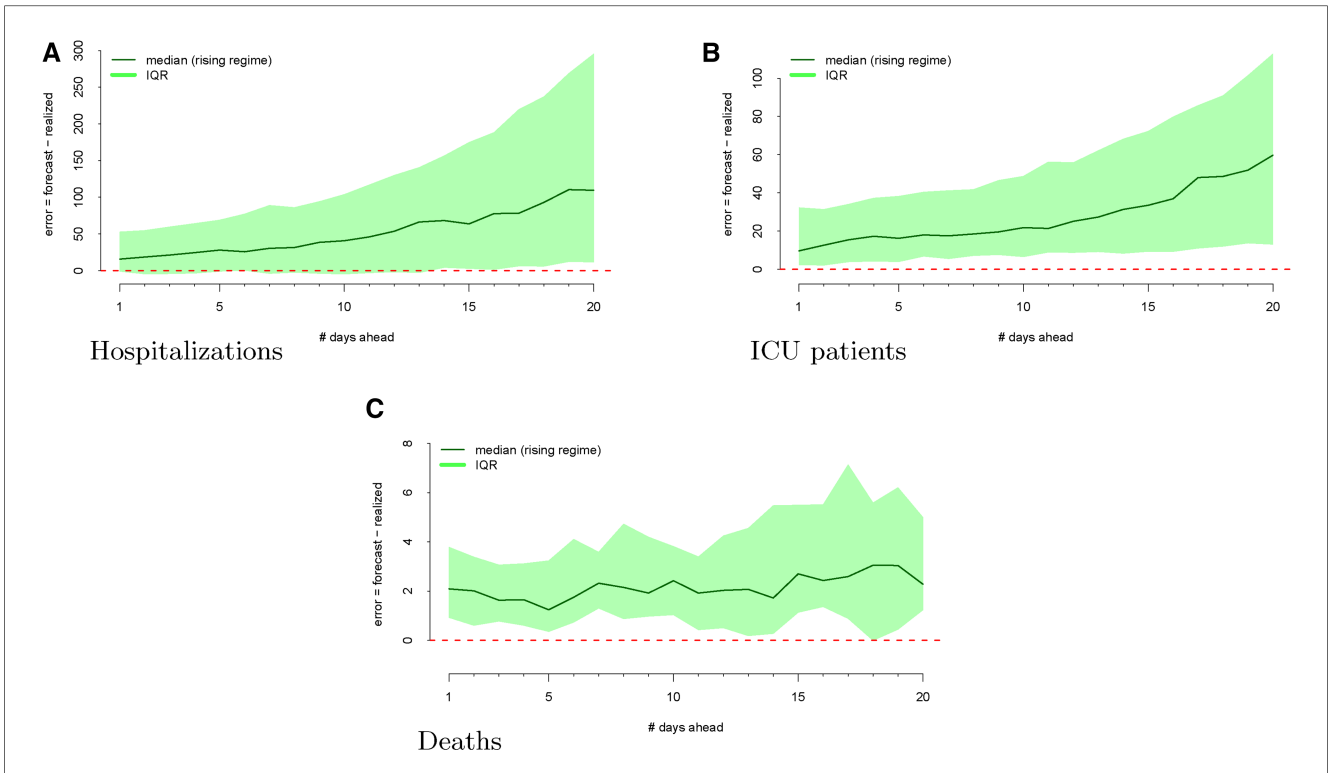 A
median (rising regime)
IQR
300
250
200
150
100
50
0
error = forecast − realized
1 5 10 15 20
# days ahead
Hospitalizations
B
median (rising regime)
IQR
100
80
60
40
20
0
error = forecast − realized
1 5 10 15 20
# days ahead
ICU patients
C
median (rising regime)
IQR
8
6
4
2
0
error = forecast − realized
1 5 10 15 20
# days ahead
Deaths